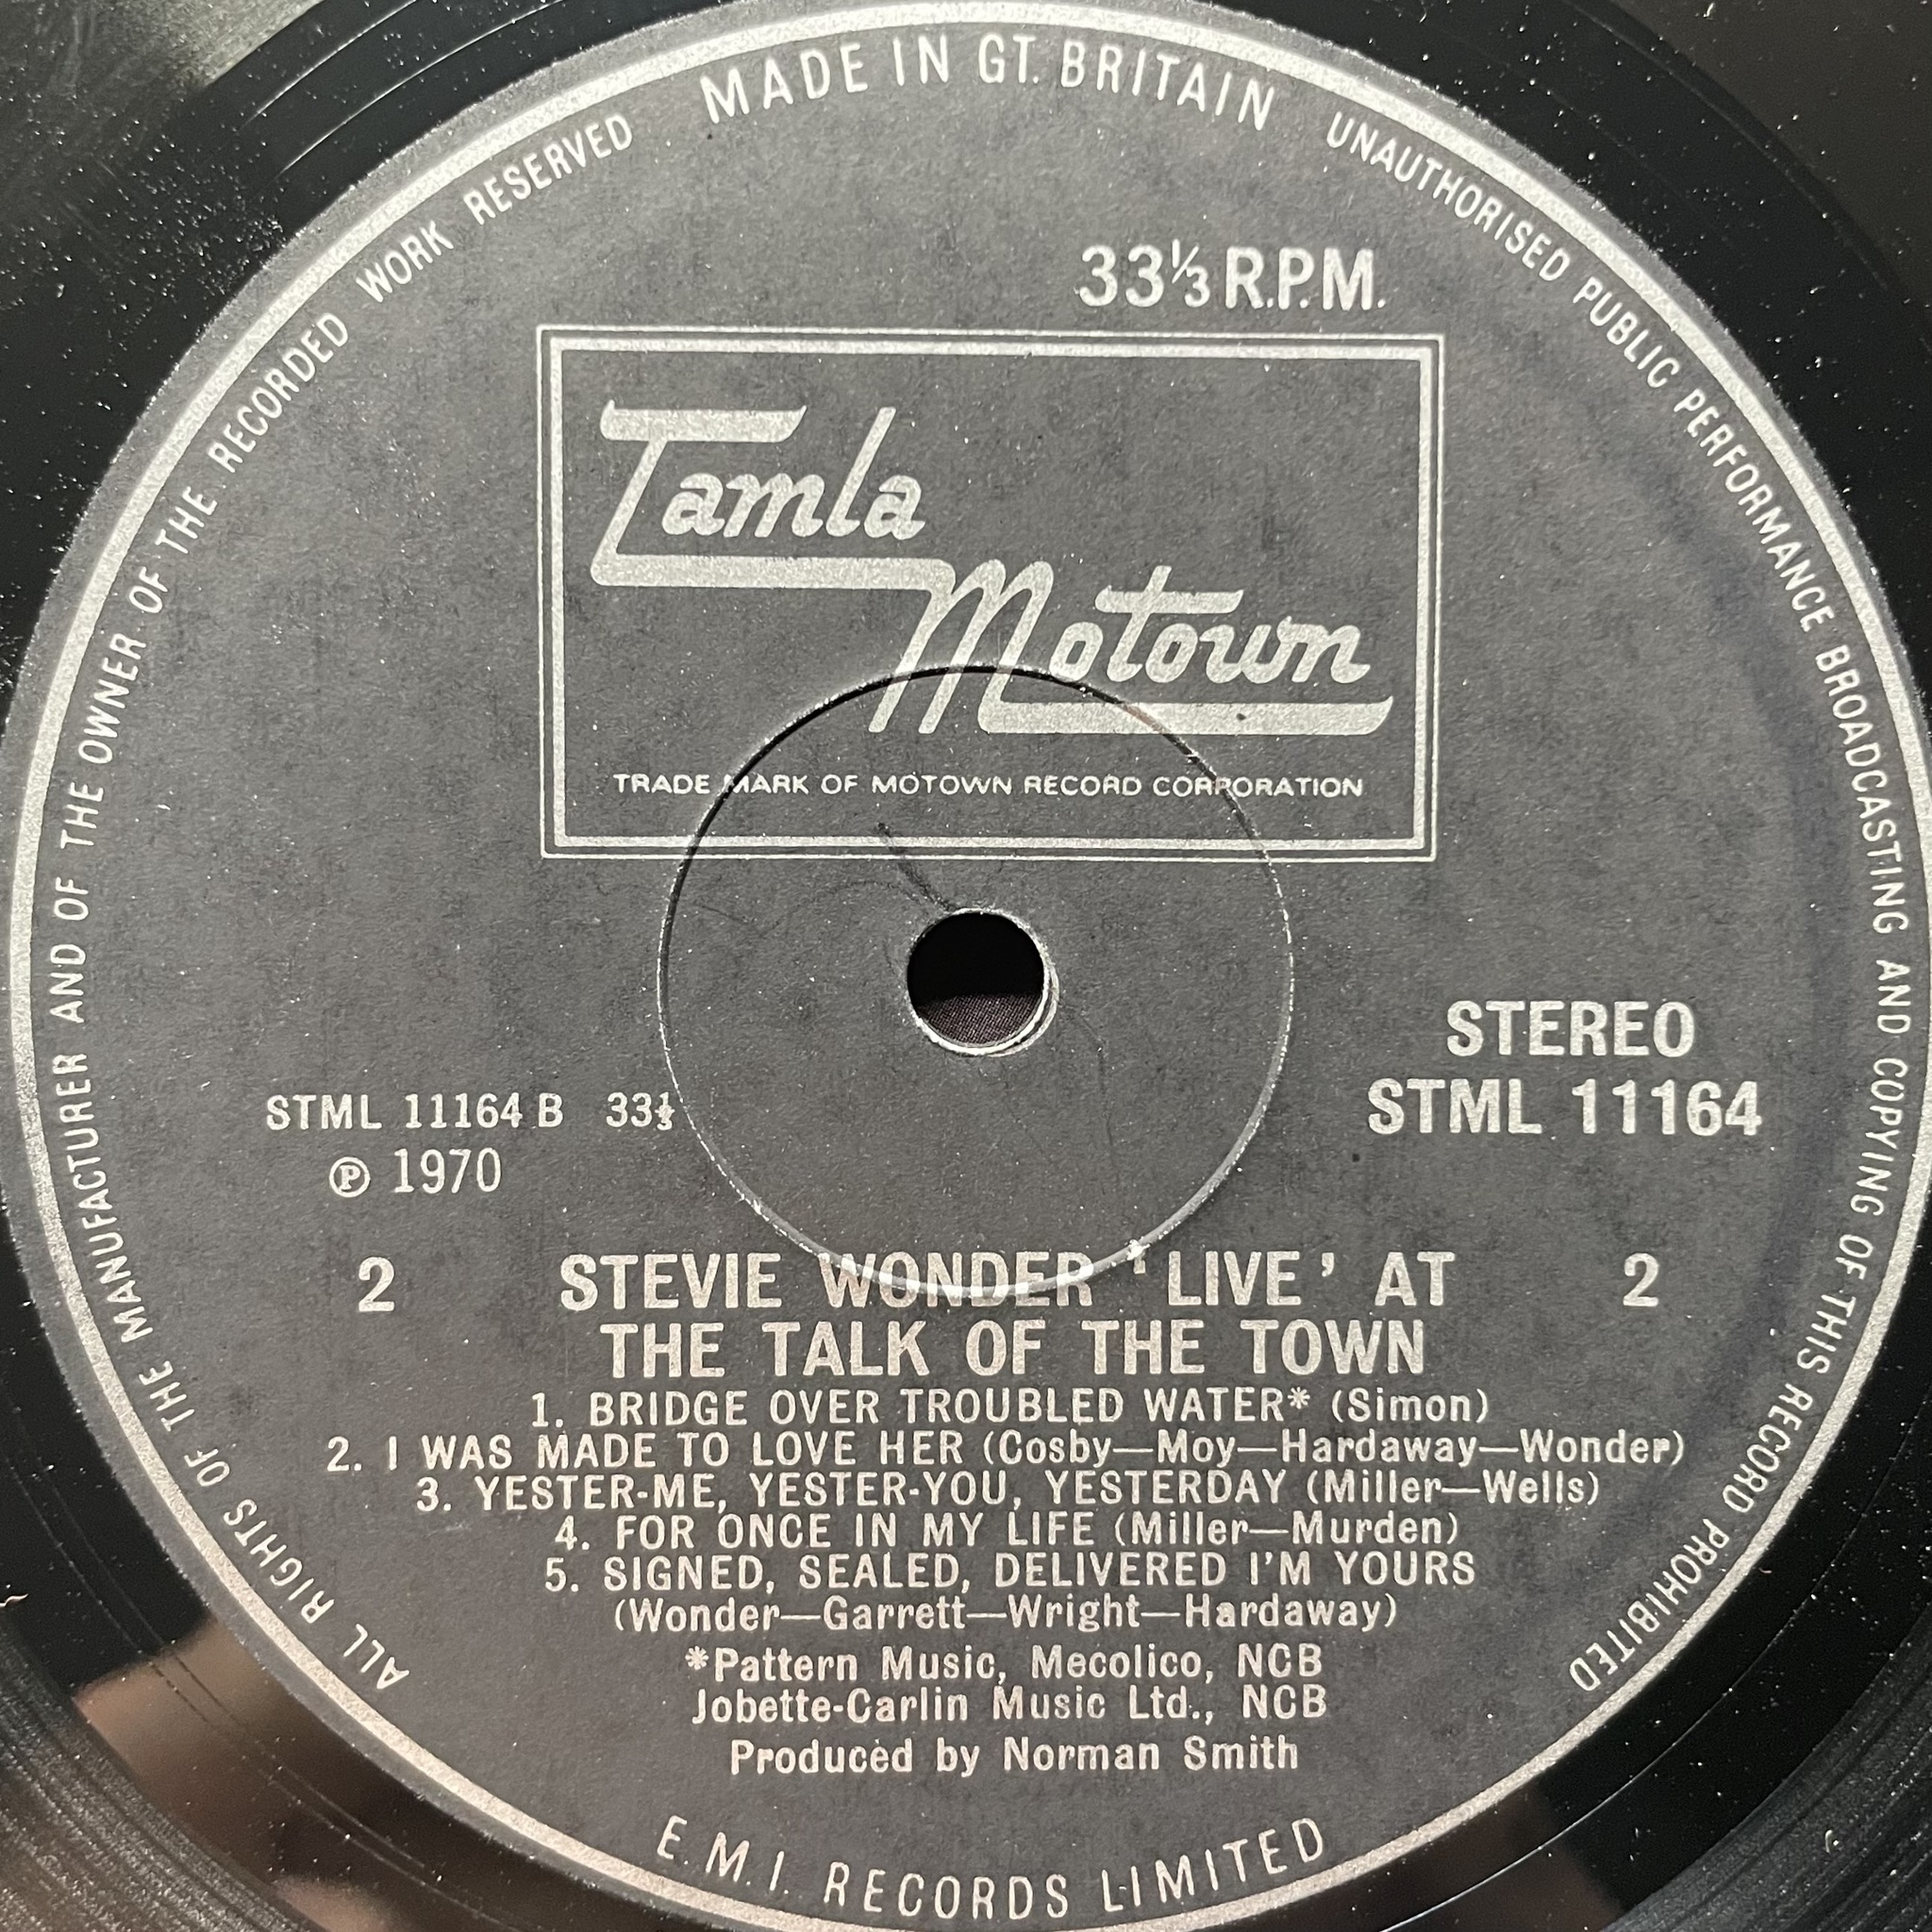 MADE IN GT. BRITAIN
UNAUTHORISED PUBLIC PERFORMANCE BROADCASTING AND COPYING OF THIS RECORD PROHIBITED
ALL RIGHTS OF THE MANUFACTURER AND OF THE OWNER OF THE RECORDED WORK RESERVED
33⅓ R.P.M.
Tamla
Motown
TRADE MARK OF MOTOWN RECORD CORPORATION
STEREO
STML 11164
STML 11164 B 33⅓
℗ 1970
2 STEVIE WONDER ‘LIVE’ AT 2
THE TALK OF THE TOWN
1. BRIDGE OVER TROUBLED WATER* (Simon)
2. I WAS MADE TO LOVE HER (Cosby—Moy—Hardaway—Wonder)
3. YESTER-ME, YESTER-YOU, YESTERDAY (Miller—Wells)
4. FOR ONCE IN MY LIFE (Miller—Murden)
5. SIGNED, SEALED, DELIVERED I'M YOURS
(Wonder—Garrett—Wright—Hardaway)
*Pattern Music, Mecolico, NCB
Jobette-Carlin Music Ltd., NCB
Produced by Norman Smith
E.M.I. RECORDS LIMITED